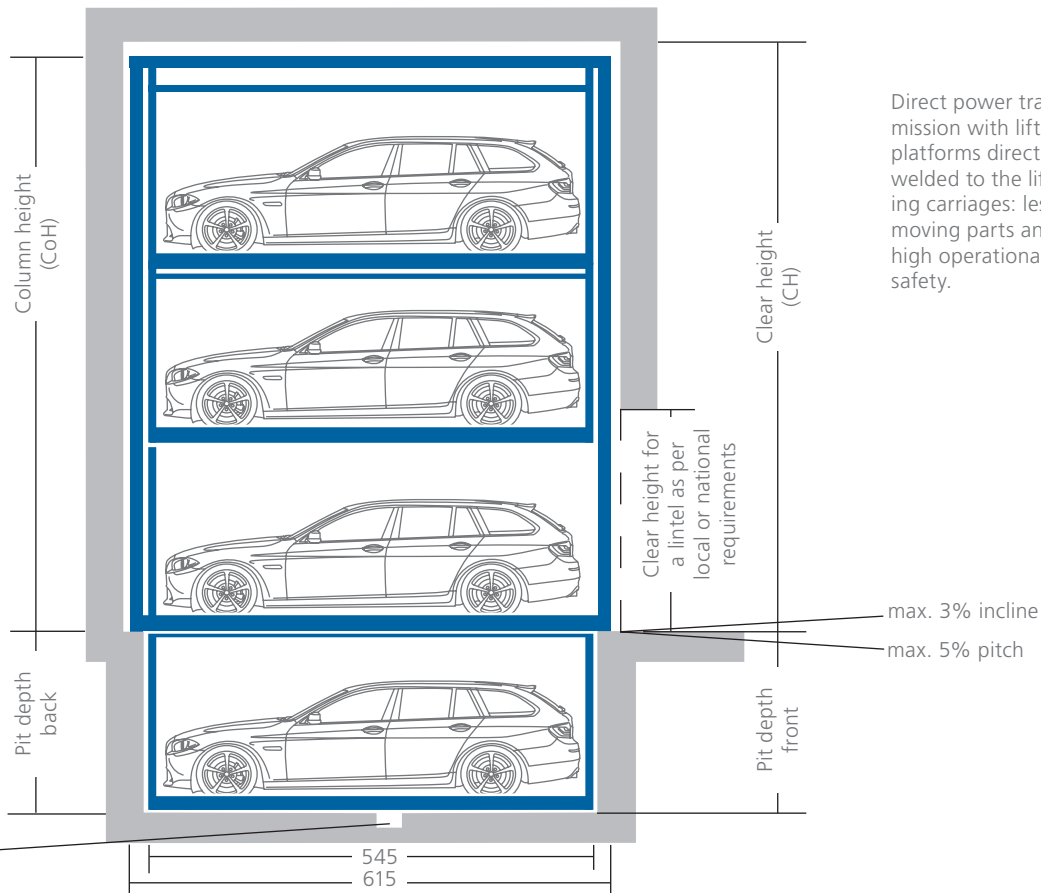 Column height
(CoH)
Pit depth
back
Clear height
(CH)
Direct power tra
mission with lift
platforms direct
welded to the lif
ing carriages: les
moving parts an
high operationa
safety.
Clear height for
a lintel as per
local or national
requirements
max. 3% incline
max. 5% pitch
Pit depth
front
545
615